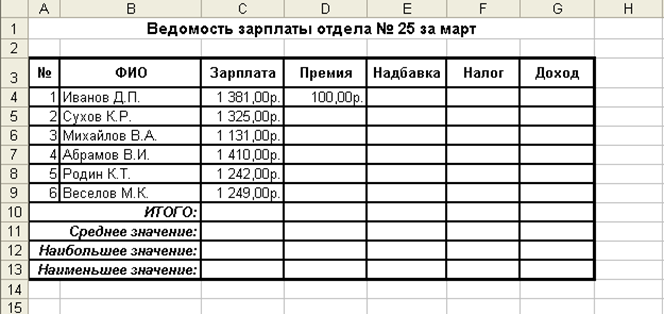 A B C D E F G H
1 Ведомость зарплаты отдела № 25 за март
2
3 № ФИО Зарплата Премия Надбавка Налог Доход
4 1 Иванов Д.П. 1 381,00р. 100,00р.
5 2 Сухов К.Р. 1 325,00р.
6 3 Михайлов В.А. 1 131,00р.
7 4 Абрамов В.И. 1 410,00р.
8 5 Родин К.Т. 1 242,00р.
9 6 Веселов М.К. 1 249,00р.
10 ИТОГО:
11 Среднее значение:
12 Наибольшее значение:
13 Наименьшее значение:
14
15